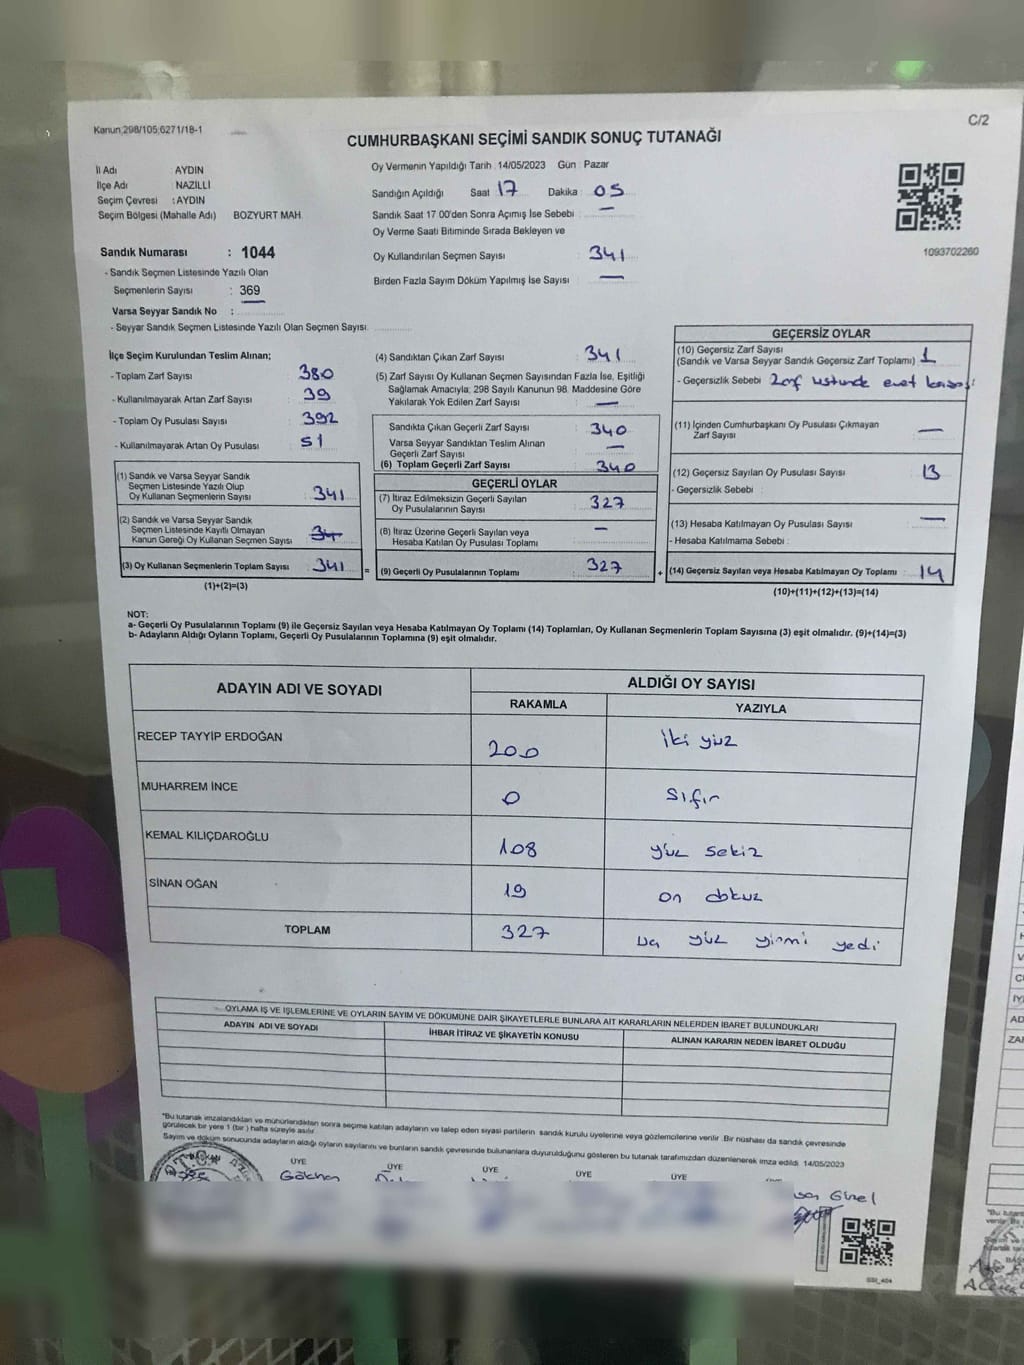 Kanun;298/105;6271/18-1
C/2
CUMHURBAŞKANI SEÇİMİ SANDIK SONUÇ TUTANAĞI
İl Adı : AYDIN
İlçe Adı : NAZİLLİ
Seçim Çevresi : AYDIN
Seçim Bölgesi (Mahalle Adı) BOZYURT MAH.
Sandık Numarası : 1044
- Sandık Seçmen Listesinde Yazılı Olan
Seçmenlerin Sayısı : 369
Varsa Seyyar Sandık No :
- Seyyar Sandık Seçmen Listesinde Yazılı Olan Seçmen Sayısı:
Oy Vermenin Yapıldığı Tarih :14/05/2023 Gün : Pazar
Sandığın Açıldığı Saat 17 Dakika : 05
Sandık Saat 17 00'den Sonra Açımış İse Sebebi : —
Oy Verme Saati Bitiminde Sırada Bekleyen ve
Oy Kullandırılan Seçmen Sayısı : 341
Birden Fazla Sayım Döküm Yapılmış İse Sayısı : —
1093702260
İlçe Seçim Kurulundan Teslim Alınan;
- Toplam Zarf Sayısı : 380
- Kullanılmayarak Artan Zarf Sayısı : 39
- Toplam Oy Pusulası Sayısı : 392
- Kullanılmayarak Artan Oy Pusulası : 51
(1) Sandık ve Varsa Seyyar Sandık
Seçmen Listesinde Yazılı Olup
Oy Kullanan Seçmenlerin Sayısı : 341
(2) Sandık ve Varsa Seyyar Sandık
Seçmen Listesinde Kayıtlı Olmayan
Kanun Gereği Oy Kullanan Seçmen Sayısı :
(3) Oy Kullanan Seçmenlerin Toplam Sayısı : 341
(1)+(2)=(3)
(4) Sandıktan Çıkan Zarf Sayısı : 341
(5) Zarf Sayısı Oy Kullanan Seçmen Sayısından Fazla İse, Eşitliği
Sağlamak Amacıyla; 298 Sayılı Kanunun 98. Maddesine Göre
Yakılarak Yok Edilen Zarf Sayısı : —
Sandıkta Çıkan Geçerli Zarf Sayısı : 340
Varsa Seyyar Sandıktan Teslim Alınan
Geçerli Zarf Sayısı : —
(6) Toplam Geçerli Zarf Sayısı : 340
GEÇERLİ OYLAR
(7) İtiraz Edilmeksizin Geçerli Sayılan
Oy Pusulalarının Sayısı : 327
(8) İtiraz Üzerine Geçerli Sayılan veya
Hesaba Katılan Oy Pusulası Toplamı : —
= (9) Geçerli Oy Pusulalarının Toplamı : 327 +
GEÇERSİZ OYLAR
(10) Geçersiz Zarf Sayısı
(Sandık ve Varsa Seyyar Sandık Geçersiz Zarf Toplamı) : 1
- Geçersizlik Sebebi : Zarf üstünde evet
(11) İçinden Cumhurbaşkanı Oy Pusulası Çıkmayan
Zarf Sayısı : —
(12) Geçersiz Sayılan Oy Pusulası Sayısı : 13
- Geçersizlik Sebebi :
(13) Hesaba Katılmayan Oy Pusulası Sayısı : —
- Hesaba Katılmama Sebebi :
(14) Geçersiz Sayılan veya Hesaba Katılmayan Oy Toplamı : 14
(10)+(11)+(12)+(13)=(14)
NOT:
a- Geçerli Oy Pusulalarının Toplamı (9) ile Geçersiz Sayılan veya Hesaba Katılmayan Oy Toplamı (14) Toplamları, Oy Kullanan Seçmenlerin Toplam Sayısına (3) eşit olmalıdır. (9)+(14)=(3)
b- Adayların Aldığı Oyların Toplamı, Geçerli Oy Pusulalarının Toplamına (9) eşit olmalıdır.
ADAYIN ADI VE SOYADI ALDIĞI OY SAYISI
RAKAMLA YAZIYLA
RECEP TAYYİP ERDOĞAN 200 iki yüz
MUHARREM İNCE 0 sıfır
KEMAL KILIÇDAROĞLU 108 yüz sekiz
SİNAN OĞAN 19 on dokuz
TOPLAM 327 üç yüz yirmi yedi
OYLAMA İŞ VE İŞLEMLERİNE VE OYLARIN SAYIM VE DÖKÜMÜNE DAİR ŞİKAYETLERLE BUNLARA AİT KARARLARIN NELERDEN İBARET BULUNDUKLARI
ADAYIN ADI VE SOYADI İHBAR İTİRAZ VE ŞİKAYETİN KONUSU ALINAN KARARIN NEDEN İBARET OLDUĞU
*Bu tutanak imzalandıktan ve mühürlendikten sonra seçime katılan adayların ve talep eden siyasi partilerin sandık kurulu üyelerine veya gözlemcilerine verilir .Bir nüshası da sandık çevresinde
görülecek bir yere 1 (bir ) hafta süreyle asılır.
Sayım ve döküm sonucunda adayların aldığı oyların sayılarını ve bunların sandık çevresinde bulunanlara duyurulduğunu gösteren bu tutanak tarafımızdan düzenlenerek imza edildi. 14/05/2023
ÜYE ÜYE ÜYE ÜYE ÜYE
Gökhan
Güzel